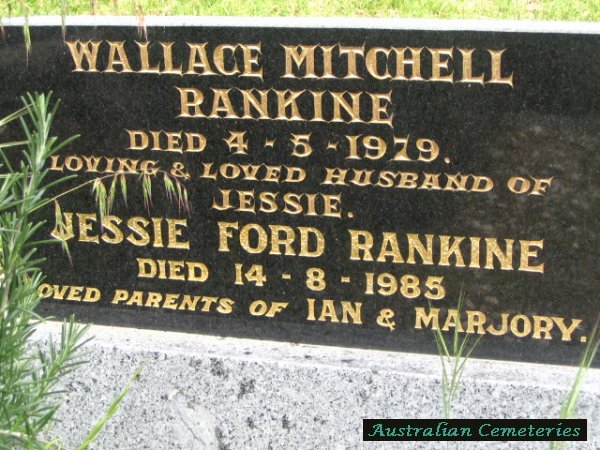 WALLACE MITCHELL
RANKINE
DIED 4 - 5 - 1979.
LOVING & LOVED HUSBAND OF
JESSIE.
JESSIE FORD RANKINE
DIED 14 - 8 - 1985
LOVED PARENTS OF IAN & MARJORY.
Australian Cemeteries